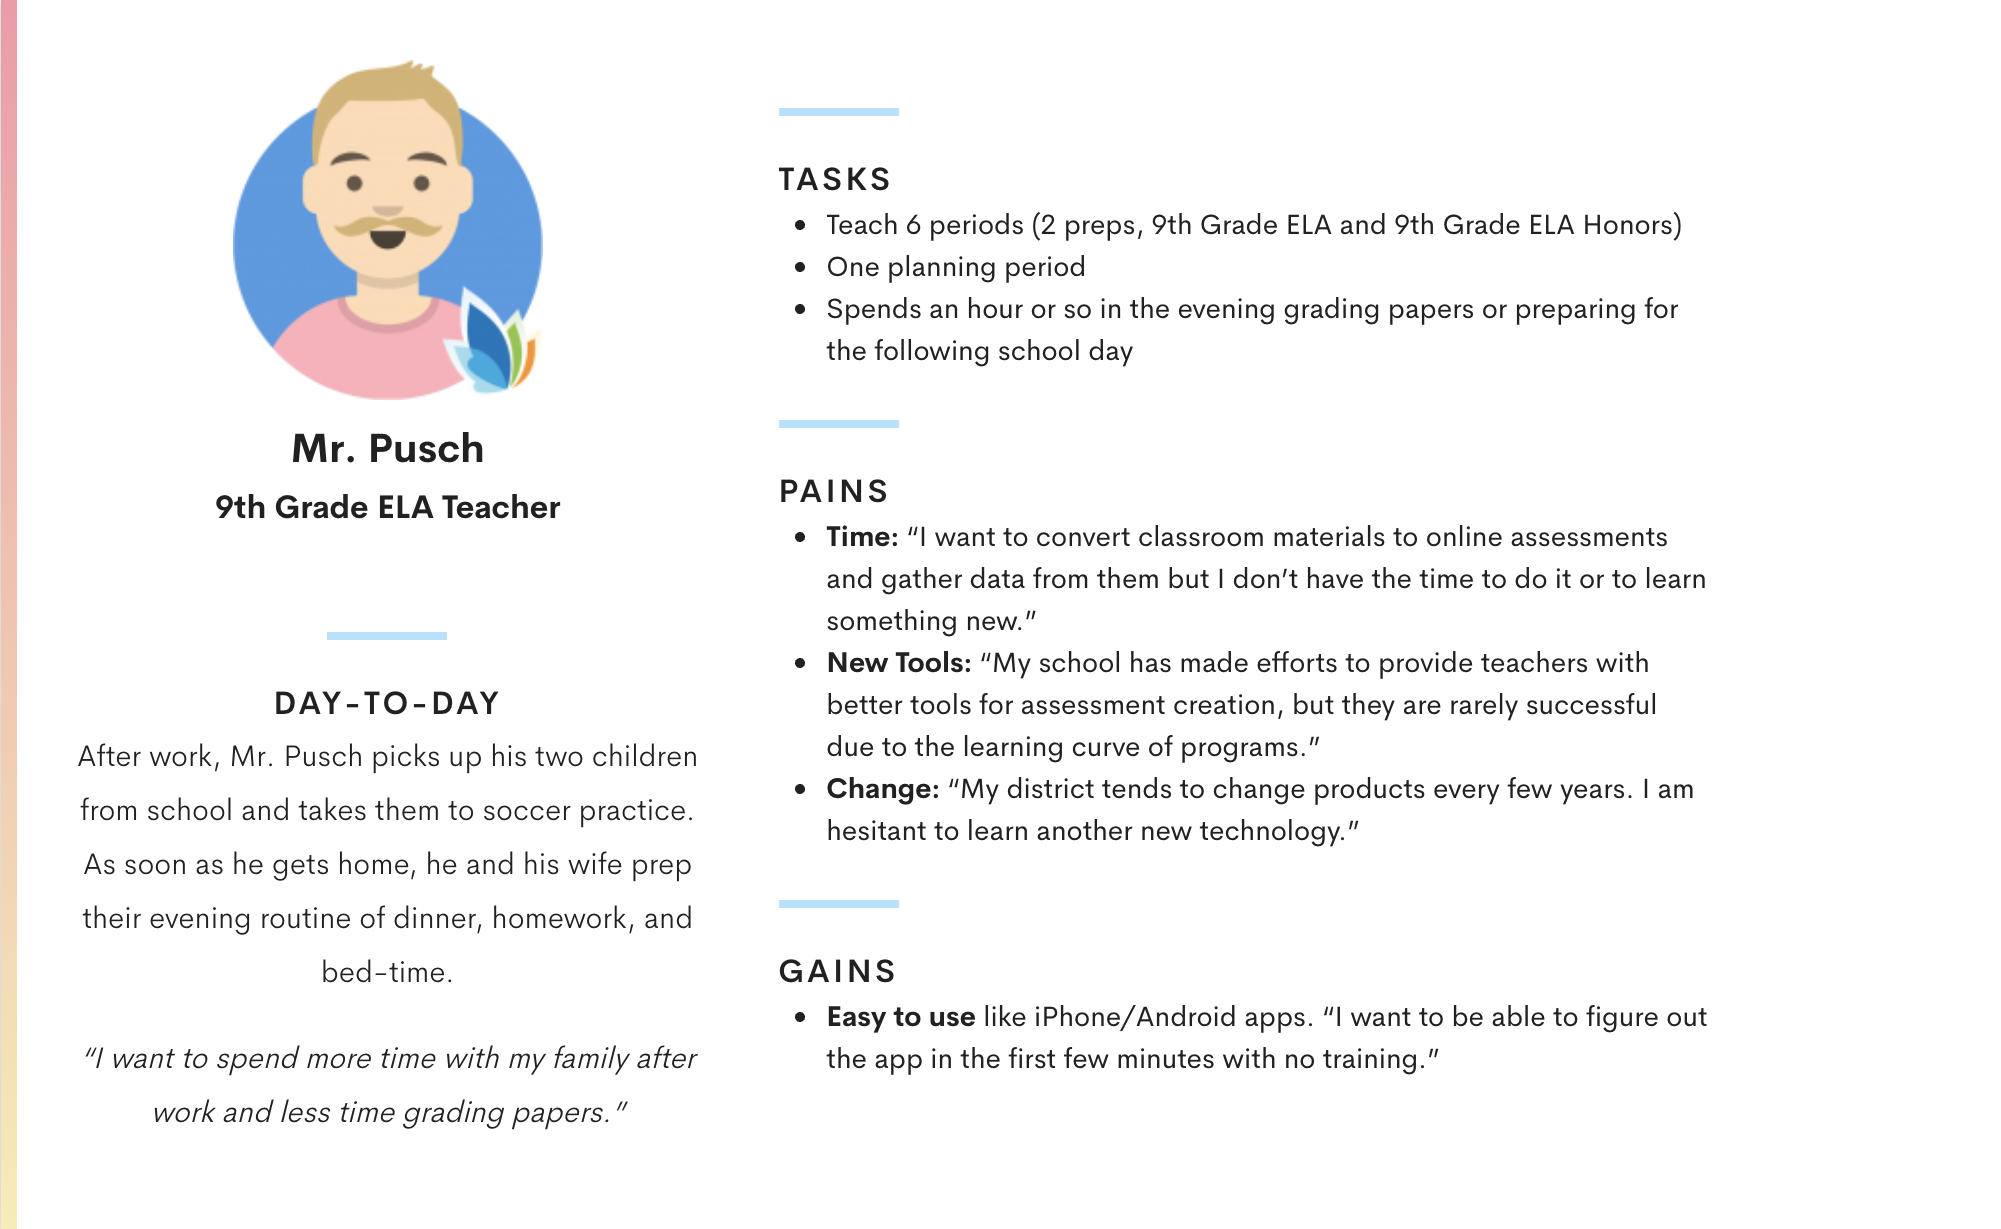 Mr. Pusch
9th Grade ELA Teacher
DAY-TO-DAY
After work, Mr. Pusch picks up his two children
from school and takes them to soccer practice.
As soon as he gets home, he and his wife prep
their evening routine of dinner, homework, and
bed-time.
“I want to spend more time with my family after
work and less time grading papers.”
TASKS
• Teach 6 periods (2 preps, 9th Grade ELA and 9th Grade ELA Honors)
• One planning period
• Spends an hour or so in the evening grading papers or preparing for
the following school day
PAINS
• Time: “I want to convert classroom materials to online assessments
and gather data from them but I don’t have the time to do it or to learn
something new.”
• New Tools: “My school has made efforts to provide teachers with
better tools for assessment creation, but they are rarely successful
due to the learning curve of programs.”
• Change: “My district tends to change products every few years. I am
hesitant to learn another new technology.”
GAINS
• Easy to use like iPhone/Android apps. “I want to be able to figure out
the app in the first few minutes with no training.”